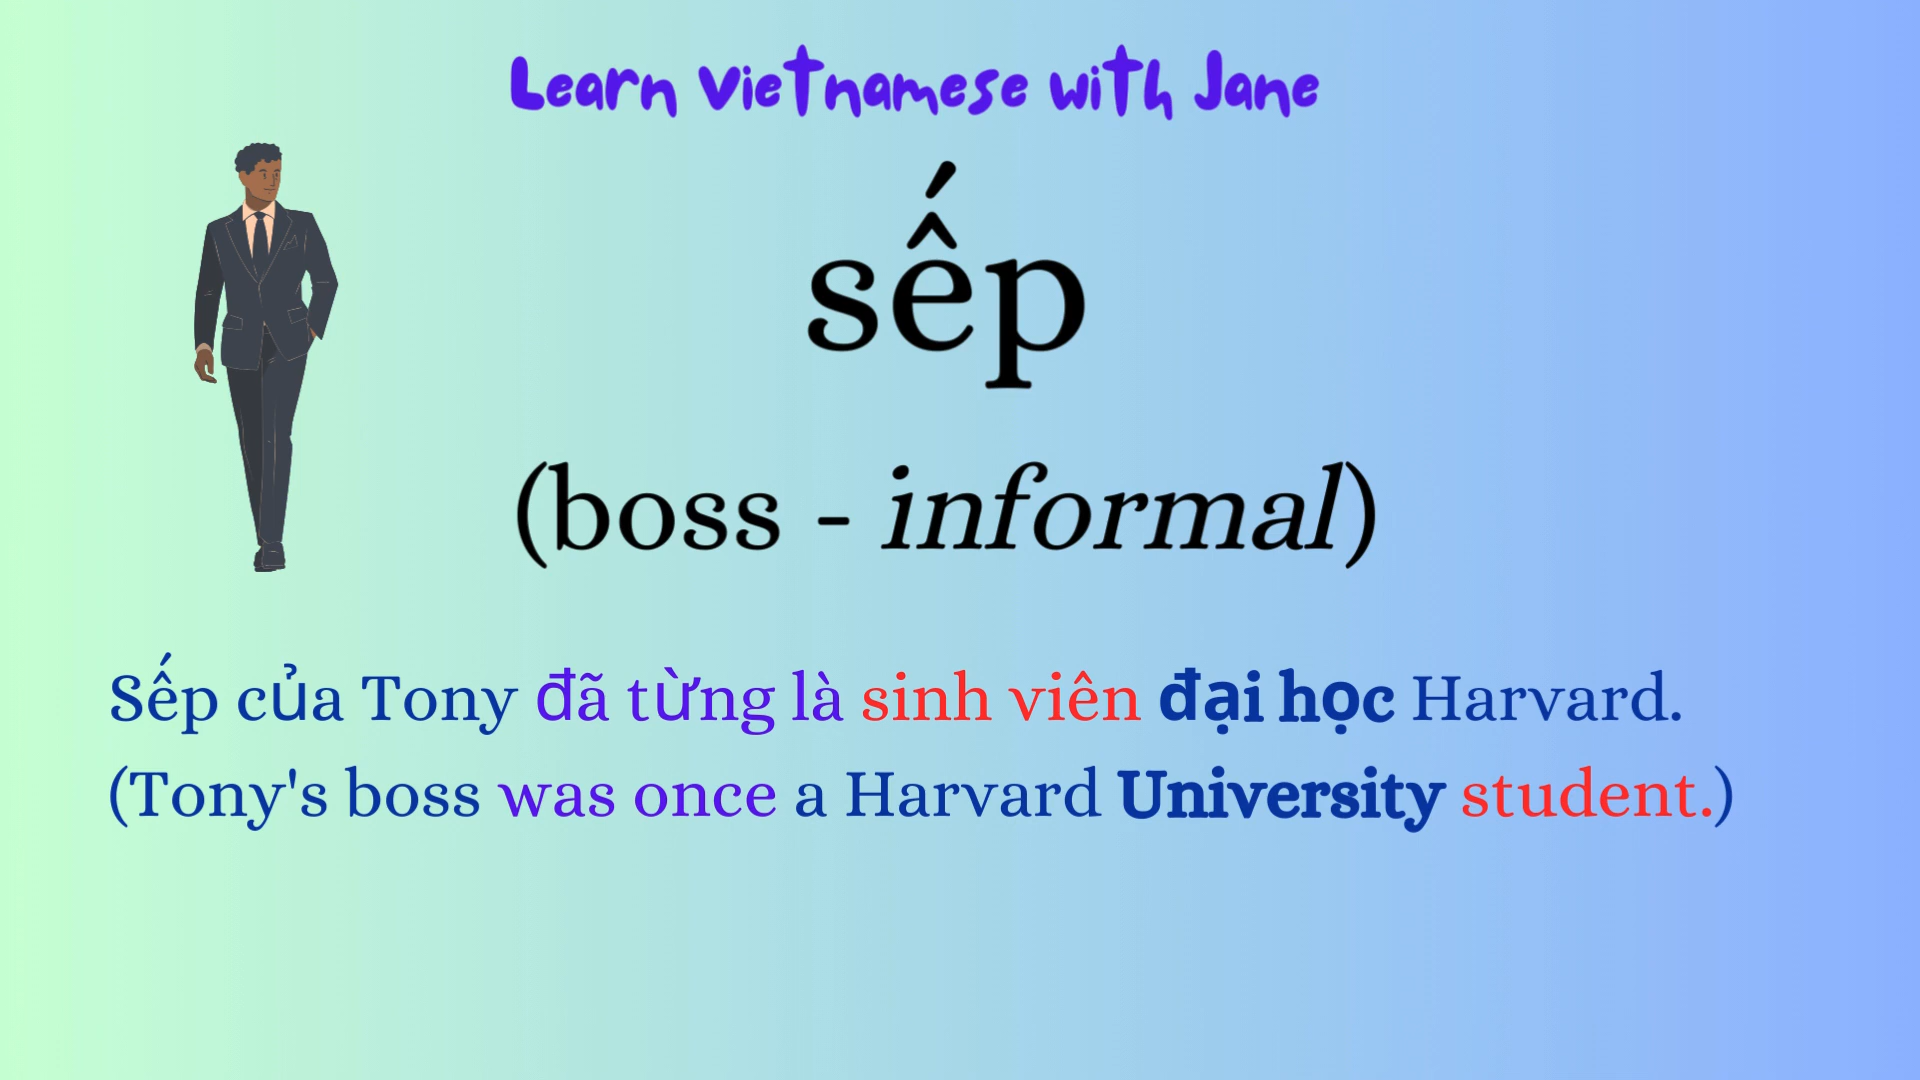 Learn Vietnamese with Jane
sếp
(boss - informal)
Sếp của Tony đã từng là sinh viên đại học Harvard.
(Tony's boss was once a Harvard University student.)